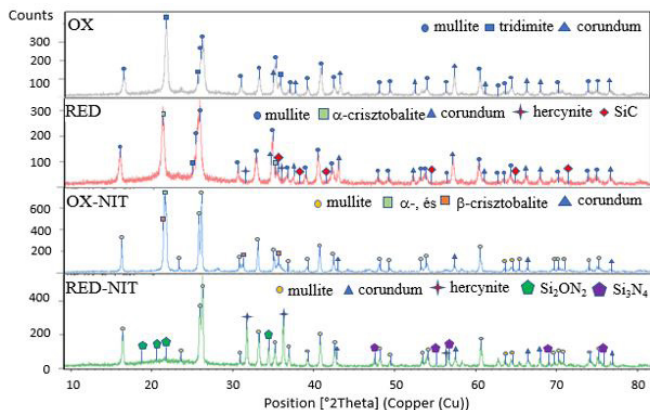 Counts
OX
mullite tridimite corundum
300
200
100
RED
mullite α-crisztobalite corundum hercynite SiC
300
200
100
OX-NIT
mullite α-, és β-crisztobalite corundum
600
400
200
RED-NIT
mullite corundum hercynite Si₂ON₂ Si₃N₄
400
200
0
10 20 30 40 50 60 70 80
Position [°2Theta] (Copper (Cu))